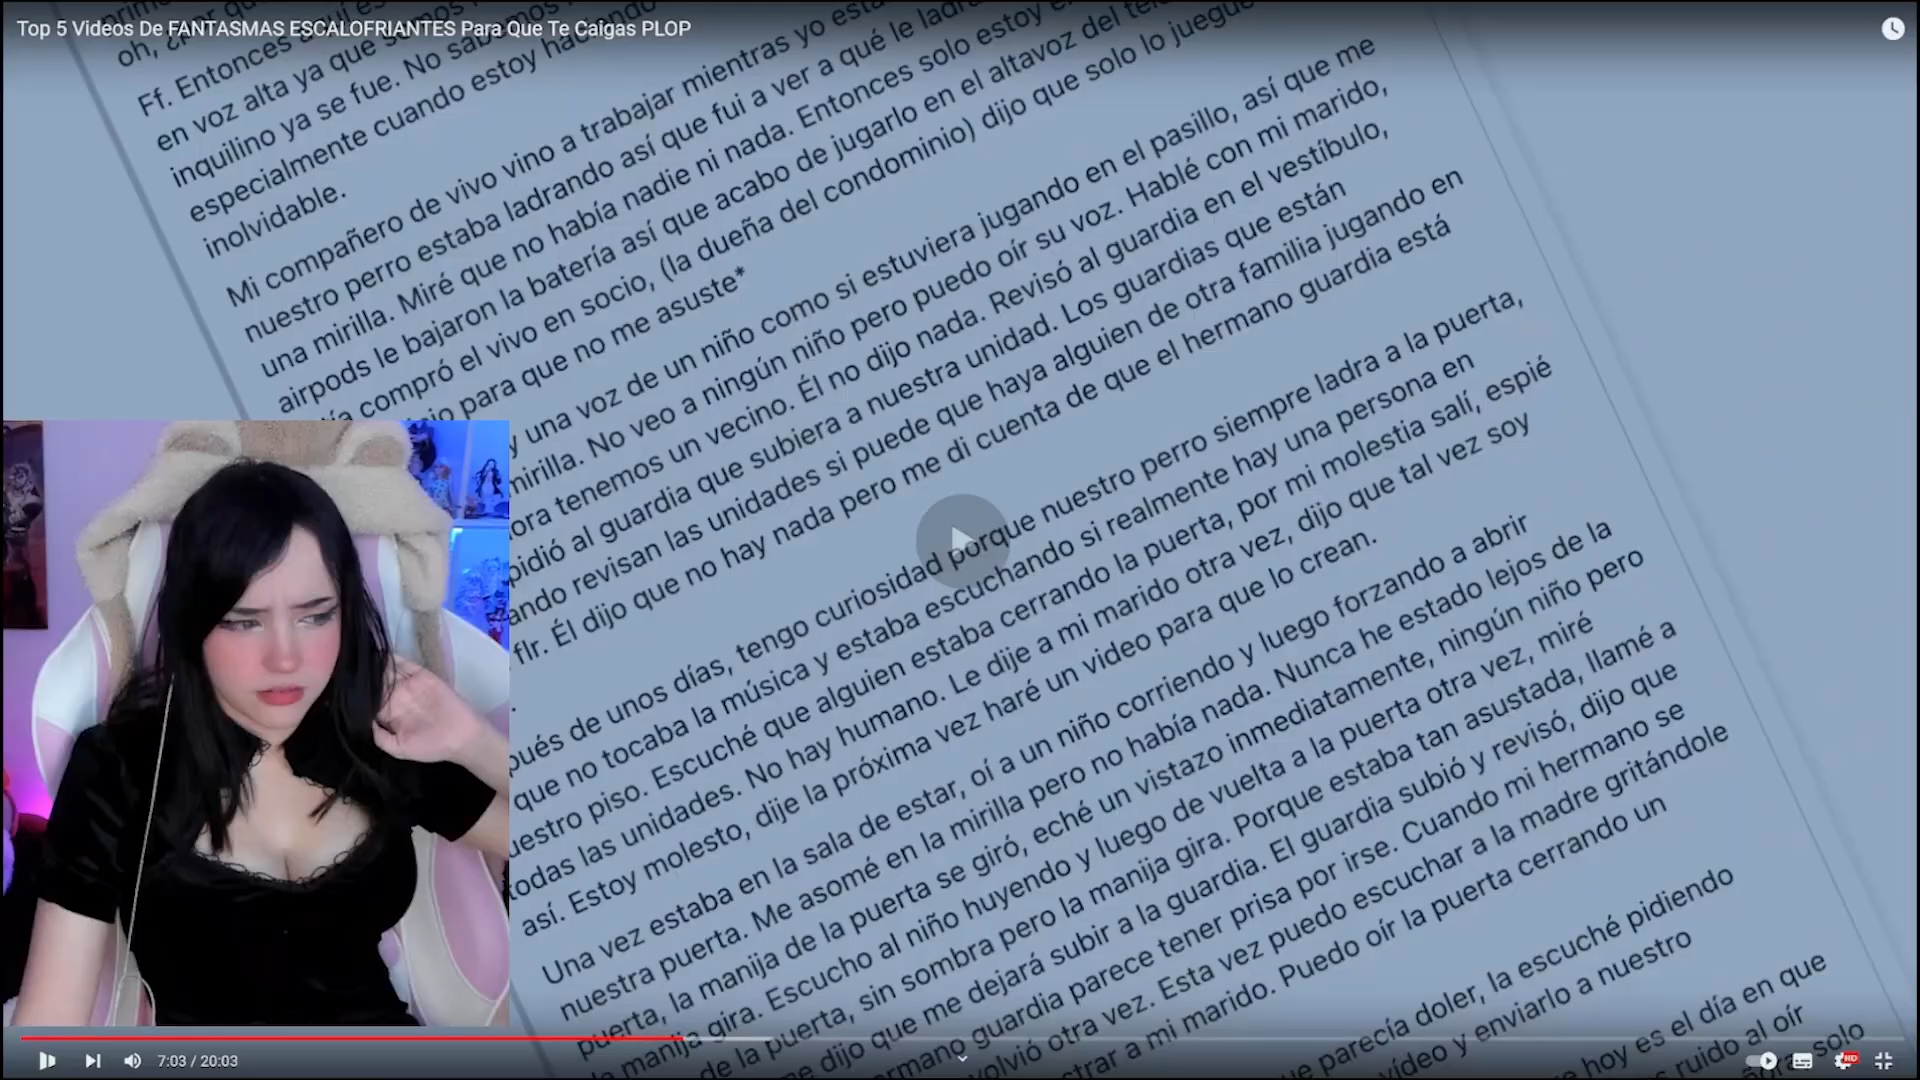 Top 5 Videos De FANTASMAS ESCALOFRIANTES Para Que Te Caigas PLOP
Ff. Entonces
en voz alta ya que
inquilino ya se fue. No sabemos
especialmente cuando estoy
inolvidable.
Mi compañero de vivo vino a trabajar mientras yo
nuestro perro estaba ladrando así que fui a ver a qué le
una mirilla. Miré que no había nadie ni nada. Entonces solo estoy
airpods le bajaron la batería así que acabo de jugarlo en el altavoz del
compró el vivo en socio, (la dueña del condominio) dijo que solo lo juegue
para que no me asuste*
y una voz de un niño como si estuviera jugando en el pasillo, así que me
mirilla. No veo a ningún niño pero puedo oír su voz. Hablé con mi marido,
ora tenemos un vecino. Él no dijo nada. Revisó al guardia en el vestíbulo,
pidió al guardia que subiera a nuestra unidad. Los guardias que están
ando revisan las unidades si puede que haya alguien de otra familia jugando en
flr. Él dijo que no hay nada pero me di cuenta de que el hermano guardia está
pués de unos días, tengo curiosidad porque nuestro perro siempre ladra a la puerta,
que no tocaba la música y estaba escuchando si realmente hay una persona en
uestro piso. Escuché que alguien estaba cerrando la puerta, por mi molestia salí, espié
todas las unidades. No hay humano. Le dije a mi marido otra vez, dijo que tal vez soy
así. Estoy molesto, dije la próxima vez haré un video para que lo crean.
Una vez estaba en la sala de estar, oí a un niño corriendo y luego forzando a abrir
nuestra puerta. Me asomé en la mirilla pero no había nada. Nunca he estado lejos de la
puerta, la manija de la puerta se giró, eché un vistazo inmediatamente, ningún niño pero
la manija gira. Escucho al niño huyendo y luego de vuelta a la puerta otra vez, miré
de la puerta, sin sombra pero la manija gira. Porque estaba tan asustada, llamé a
me dijo que me dejará subir a la guardia. El guardia subió y revisó, dijo que
ermano guardia parece tener prisa por irse. Cuando mi hermano se
volvió otra vez. Esta vez puedo escuchar a la madre gritándole
trar a mi marido. Puedo oír la puerta cerrando un
que parecía doler, la escuché pidiendo
vídeo y enviarlo a nuestro
hoy es el día en que
ruido al oír
solo
7:03 / 20:03
HD